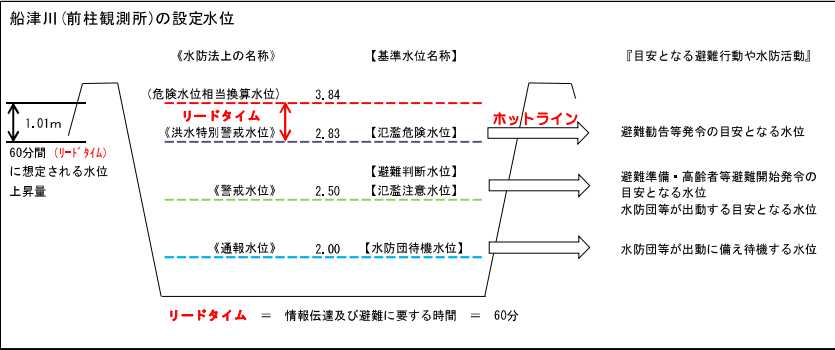 船津川(前柱観測所)の設定水位
《水防法上の名称》 【基準水位名称】 『目安となる避難行動や水防活動』
(危険水位相当換算水位) 3.84
リードタイム ホットライン
1.01m
《洪水特別警戒水位》 2.83 【氾濫危険水位】 避難勧告等発令の目安となる水位
60分間(リードタイム)
に想定される水位
上昇量
【避難判断水位】 避難準備・高齢者等避難開始発令の
《警戒水位》 2.50 【氾濫注意水位】 目安となる水位
水防団等が出動する目安となる水位
《通報水位》 2.00 【水防団待機水位】 水防団等が出動に備え待機する水位
リードタイム = 情報伝達及び避難に要する時間 = 60分